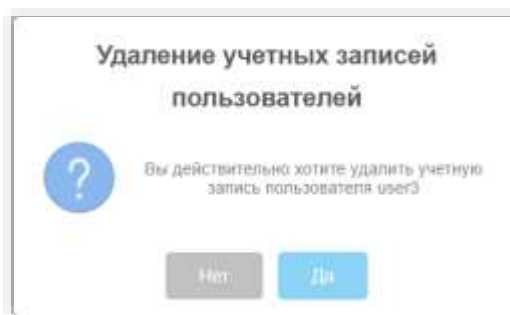 Удаление учетных записей
пользователей
?
Вы действительно хотите удалить учетную
запись пользователя user3
Нет Да